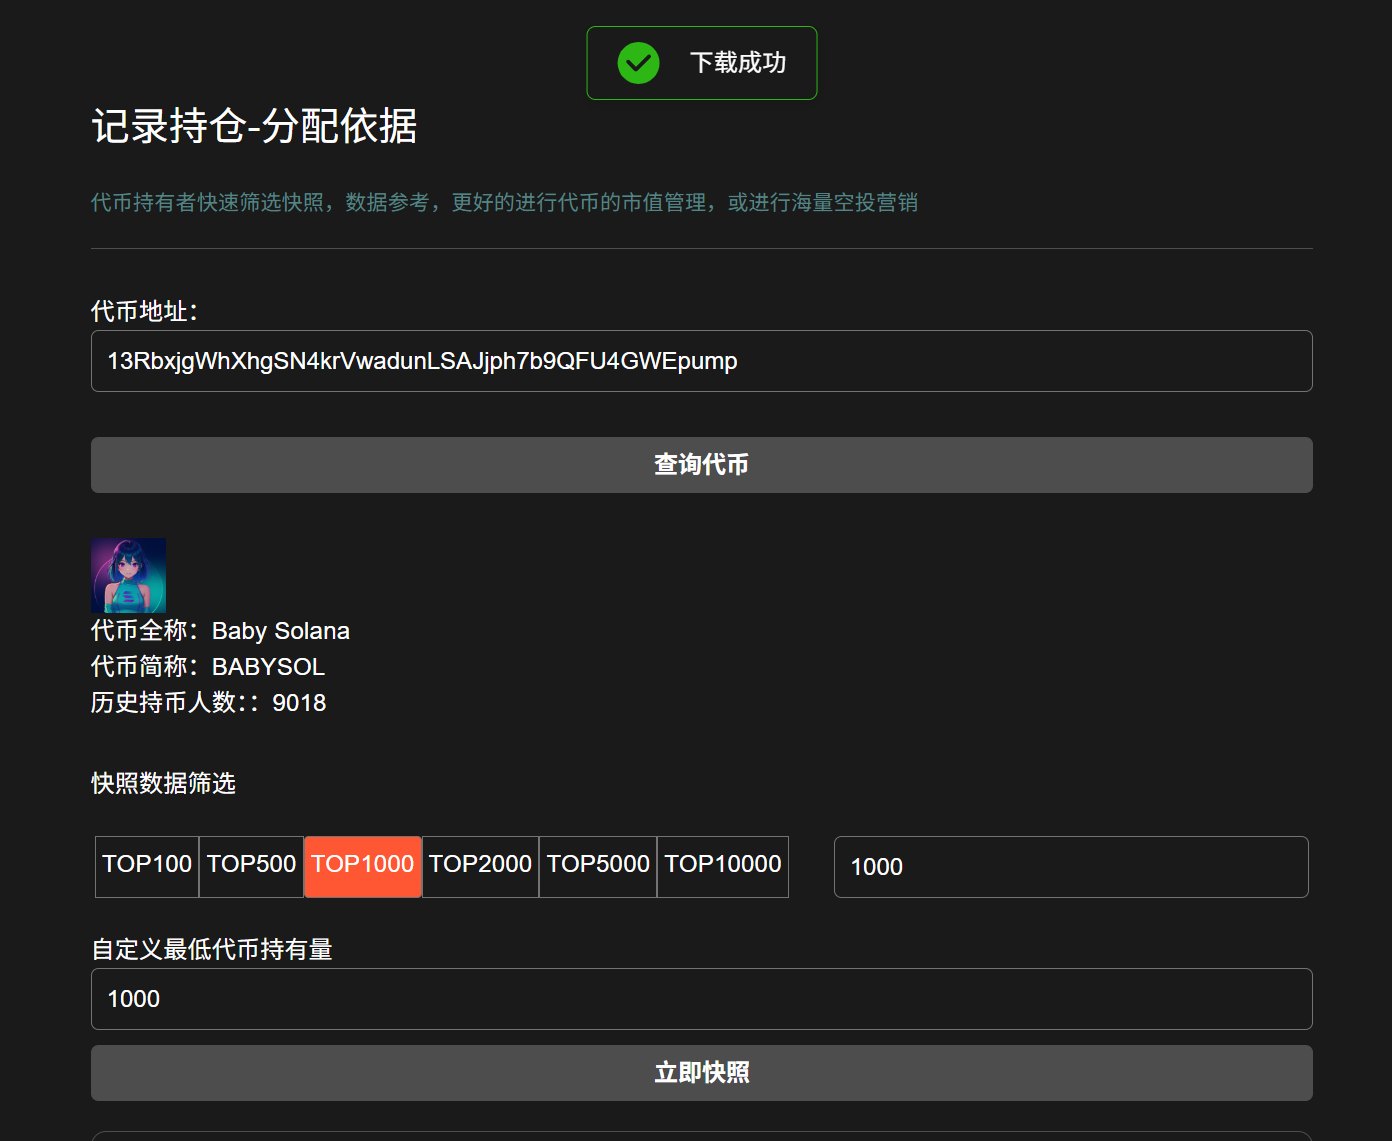 下载成功
记录持仓-分配依据
代币持有者快速筛选快照，数据参考，更好的进行代币的市值管理，或进行海量空投营销
代币地址：
13RbxjgWhXhgSN4krVwadunLSAJjph7b9QFU4GWEpump
查询代币
代币全称：Baby Solana
代币简称：BABYSOL
历史持币人数:：9018
快照数据筛选
TOP100 TOP500 TOP1000 TOP2000 TOP5000 TOP10000 1000
自定义最低代币持有量
1000
立即快照